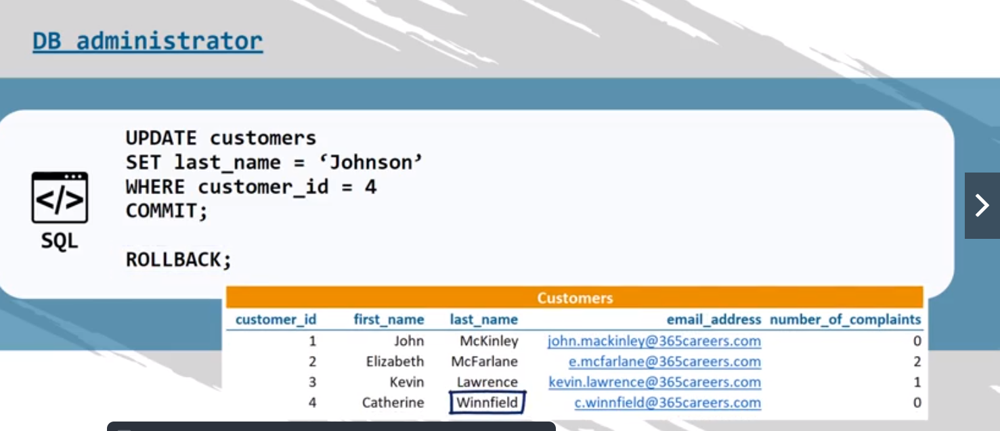 DB administrator
UPDATE customers
SET last_name = ‘Johnson’
WHERE customer_id = 4
COMMIT;
ROLLBACK;
</>
SQL
Customers
customer_id first_name last_name email_address number_of_complaints
1 John McKinley john.mackinley@365careers.com 0
2 Elizabeth McFarlane e.mcfarlane@365careers.com 2
3 Kevin Lawrence kevin.lawrence@365careers.com 1
4 Catherine Winnfield c.winnfield@365careers.com 0